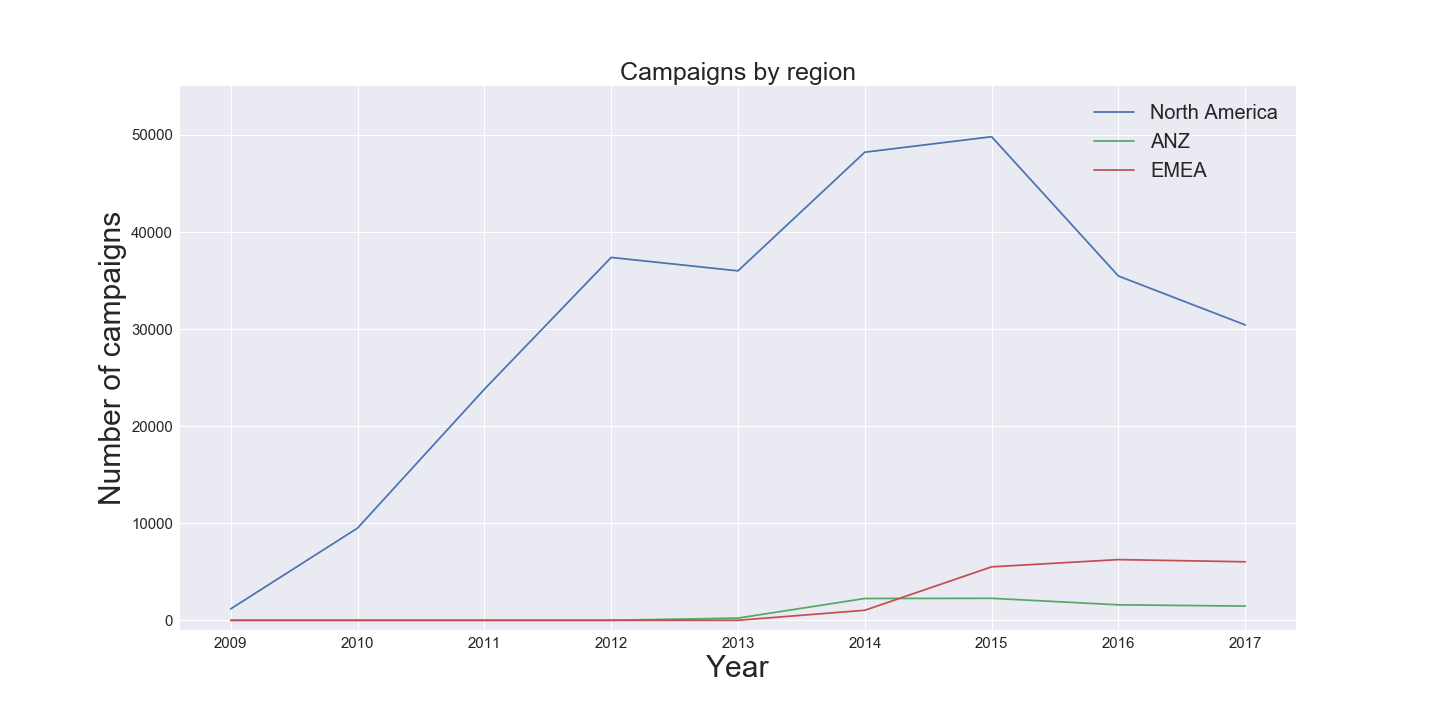 Campaigns by region
North America
ANZ
EMEA
Number of campaigns
50000
40000
30000
20000
10000
0
2009 2010 2011 2012 2013 2014 2015 2016 2017
Year